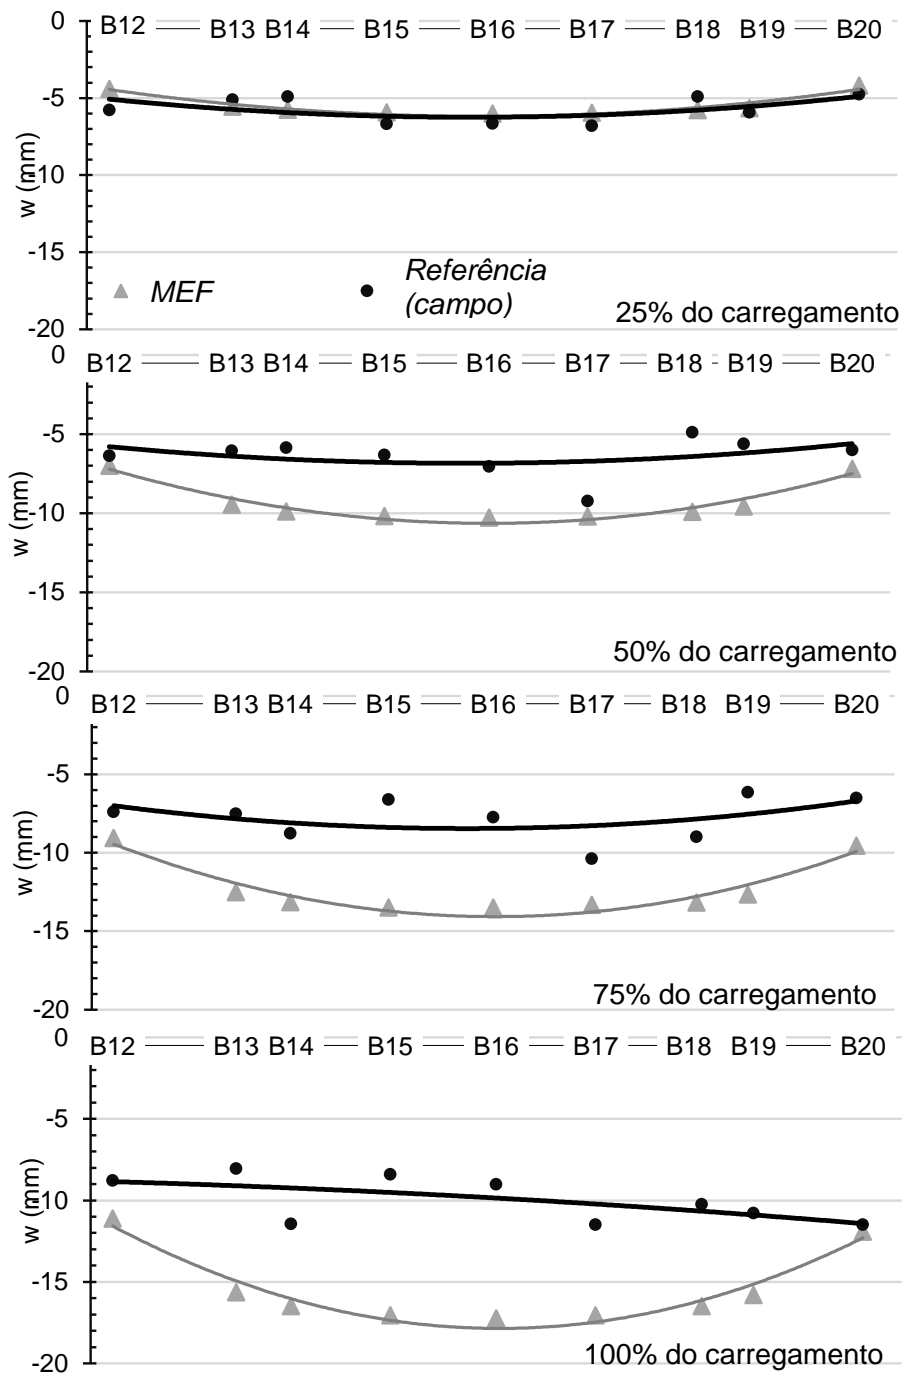 0
B12 B13 B14 B15 B16 B17 B18 B19 B20
-5
-10
-15
-20
w (mm)
MEF
Referência
(campo)
25% do carregamento
0
B12 B13 B14 B15 B16 B17 B18 B19 B20
-5
-10
-15
-20
w (mm)
50% do carregamento
0
B12 B13 B14 B15 B16 B17 B18 B19 B20
-5
-10
-15
-20
w (mm)
75% do carregamento
0
B12 B13 B14 B15 B16 B17 B18 B19 B20
-5
-10
-15
-20
w (mm)
100% do carregamento